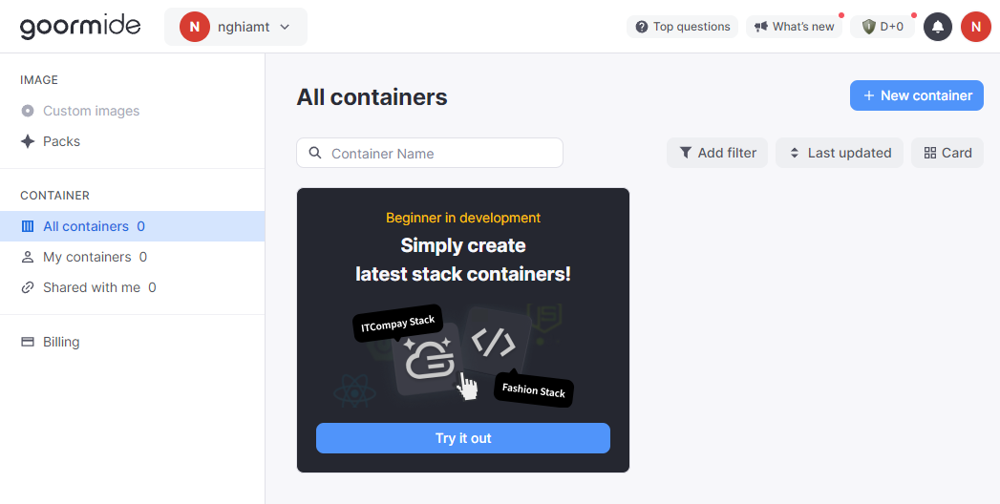 goormide
N nghiamt
Top questions
What's new
D+0
N
IMAGE
Custom images
Packs
CONTAINER
All containers 0
My containers 0
Shared with me 0
Billing
All containers
+ New container
Container Name
Add filter
Last updated
Card
Beginner in development
Simply create
latest stack containers!
ITCompay Stack
JS
</>
Fashion Stack
Try it out